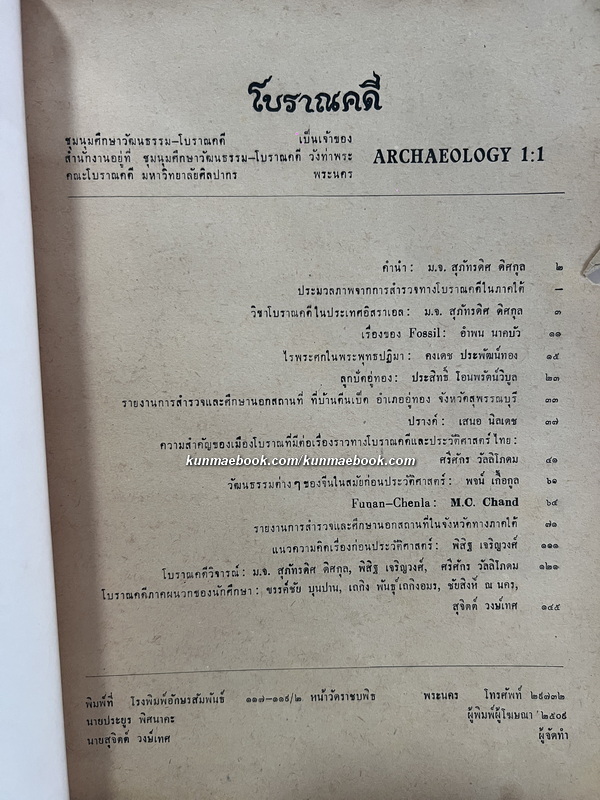 โบราณคดี
ชุมนุมศึกษาวัฒนธรรม-โบราณคดี เป็นเจ้าของ
สำนักงานอยู่ที่ ชุมนุมศึกษาวัฒนธรรม-โบราณคดี วังท่าพระ
คณะโบราณคดี มหาวิทยาลัยศิลปากร พระนคร
ARCHAEOLOGY 1:1
คำนำ : ม.จ. สุภัทรดิศ ดิศกุล ๒
ประมวลภาพจากการสำรวจทางโบราณคดีในภาคใต้ –
วิชาโบราณคดีในประเทศอิสราเอล : ม.จ. สุภัทรดิศ ดิศกุล ๓
เรื่องของ Fossil : อำพน นาคบัว ๑๑
ไรพระศกในพระพุทธปฏิมา : คงเดช ประพัฒน์ทอง ๑๕
ลูกปัดอู่ทอง : ประสิทธิ์ โอนพรัตน์วิบูล ๒๓
รายงานการสำรวจและศึกษานอกสถานที่ ที่บ้านดีนเป็ด อำเภออู่ทอง จังหวัดสุพรรณบุรี ๓๓
ปรางค์ : เสนอ นิลเดช ๓๗
ความสำคัญของเมืองโบราณที่มีต่อเรื่องราวทางโบราณคดีและประวัติศาสตร์ไทย :
ศรีศักร วัลลิโภดม ๔๑
kunmaebook.com/kunmaebook.com
วัฒนธรรมต่าง ๆ ของจีนในสมัยก่อนประวัติศาสตร์ : พจน์ เกื้อกูล ๖๑
Funan-Chenla : M.C. Chand ๖๔
รายงานการสำรวจและศึกษานอกสถานที่ในจังหวัดทางภาคใต้ ๗๑
แนวความคิดเรื่องก่อนประวัติศาสตร์ : พิสิฐ เจริญวงศ์ ๑๑๑
โบราณคดีวิจารณ์ : ม.จ. สุภัทรดิศ ดิศกุล, พิสิฐ เจริญวงศ์, ศรีศักร วัลลิโภดม ๑๒๑
โบราณคดีภาคผนวกของนักศึกษา : ขรรค์ชัย บุนปาน, เถกิง พันธุ์เถกิงอมร, ชัยสิงห์ ณ นคร,
สุจิตต์ วงษ์เทศ ๑๔๕
พิมพ์ที่ โรงพิมพ์อักษรสัมพันธ์ ๑๑๗-๑๑๙/๒ หน้าวัดราชบพิธ พระนคร โทรศัพท์ ๒๘๗๓๒
นายประยูร พิศนาคะ ผู้พิมพ์ผู้โฆษณา ๒๕๐๙
นายสุจิตต์ วงษ์เทศ ผู้จัดทำ